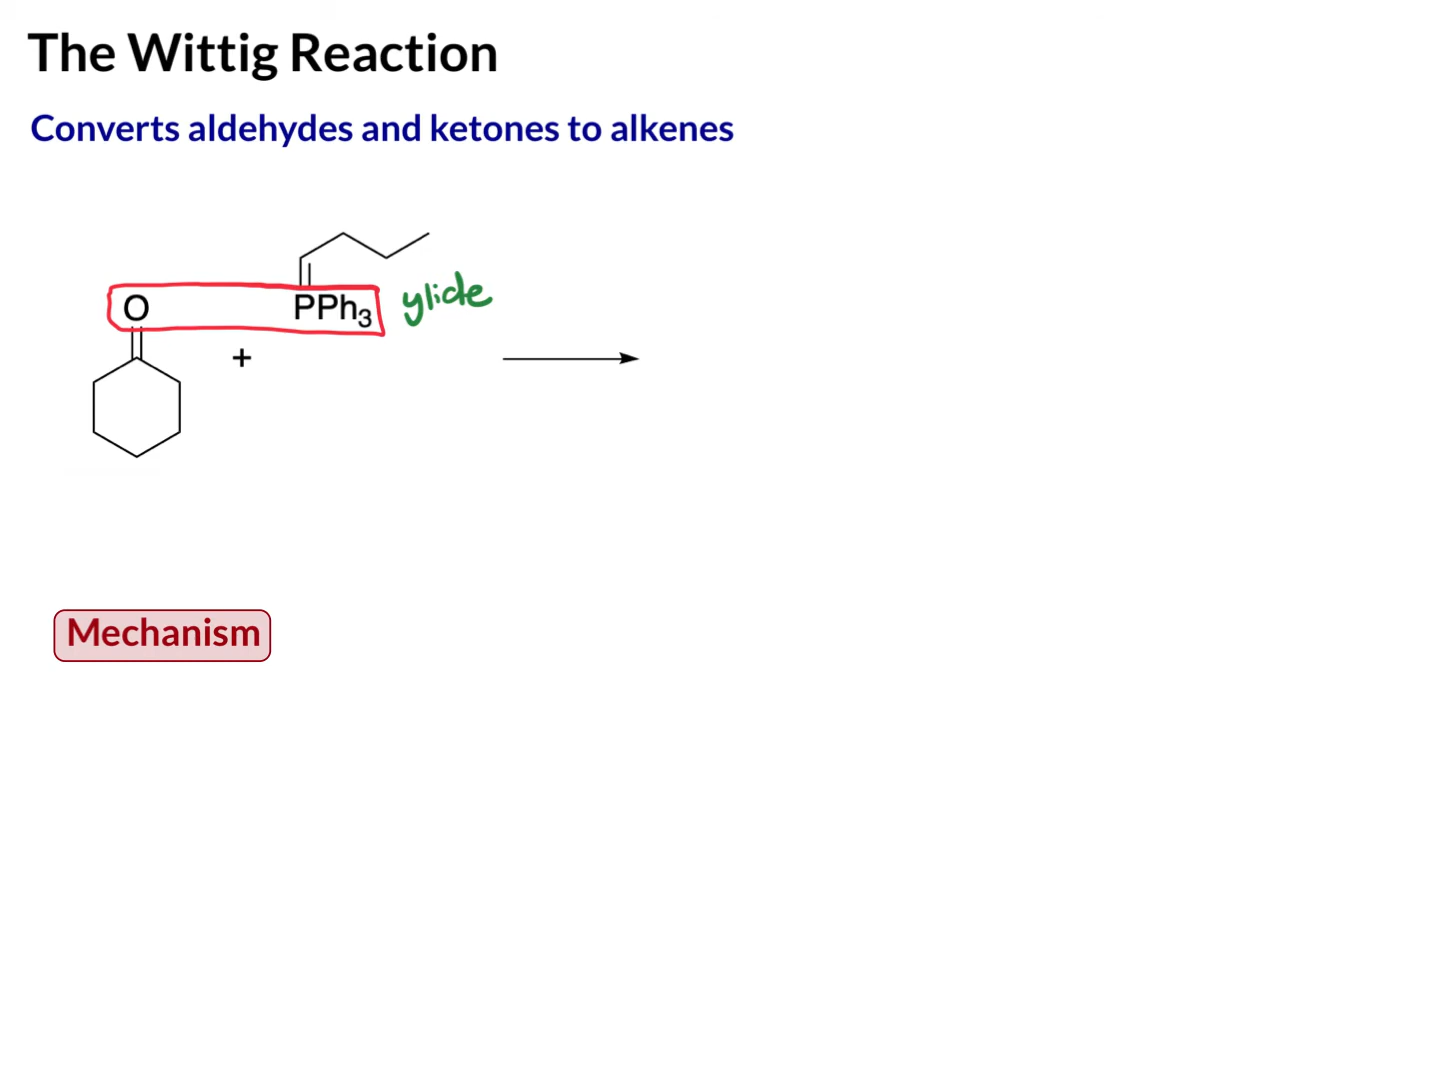 The Wittig Reaction
Converts aldehydes and ketones to alkenes
O
PPh3
ylide
+
Mechanism